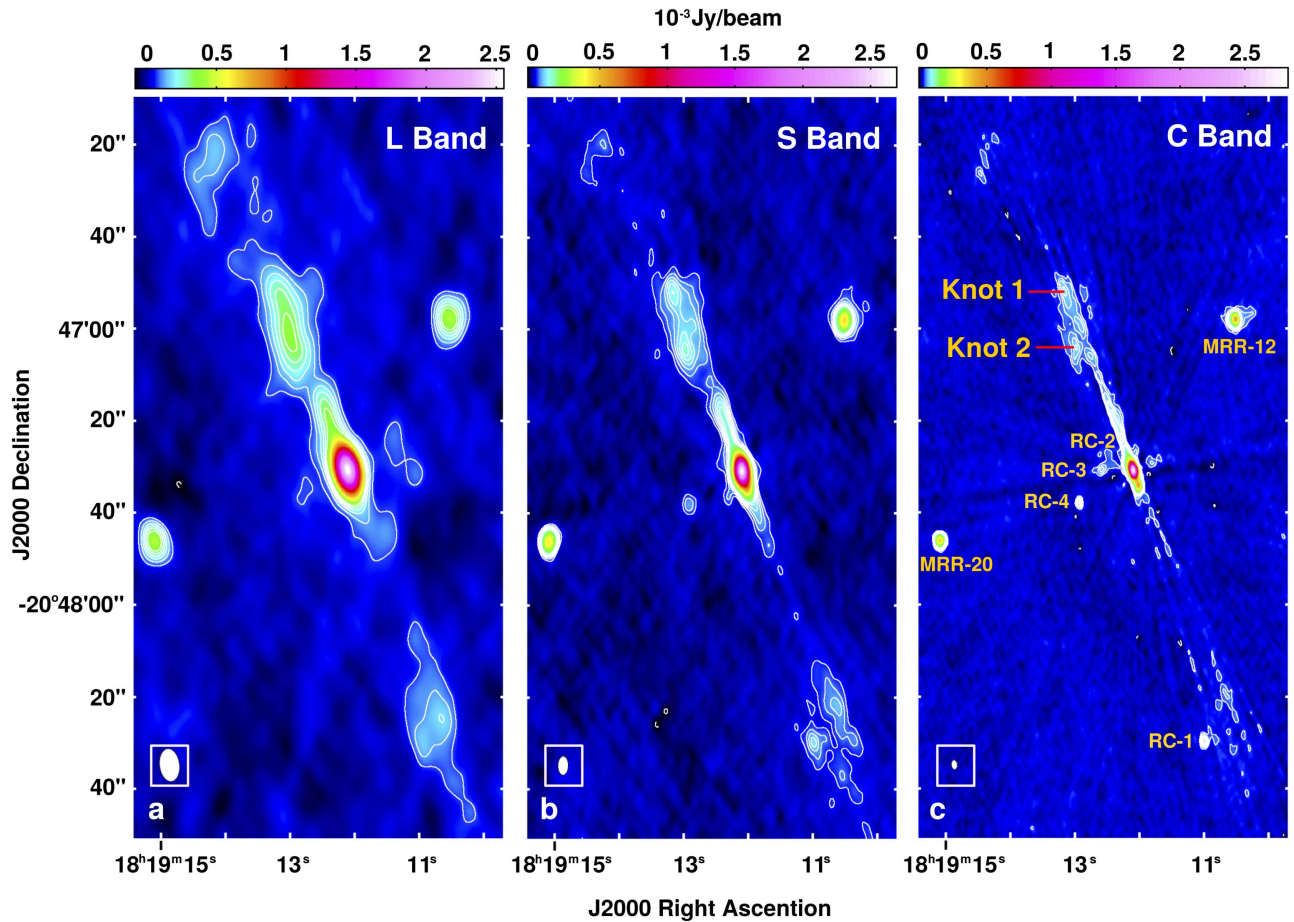 10⁻³Jy/beam
0 0.5 1 1.5 2 2.5
0 0.5 1 1.5 2 2.5
0 0.5 1 1.5 2 2.5
L Band
S Band
C Band
20"
40"
47'00"
20"
40"
-20°48'00"
20"
40"
J2000 Declination
Knot 1
Knot 2
MRR-12
RC-2
RC-3
RC-4
MRR-20
RC-1
a
b
c
18ʰ19ᵐ15ˢ 13ˢ 11ˢ
18ʰ19ᵐ15ˢ 13ˢ 11ˢ
18ʰ19ᵐ15ˢ 13ˢ 11ˢ
J2000 Right Ascention